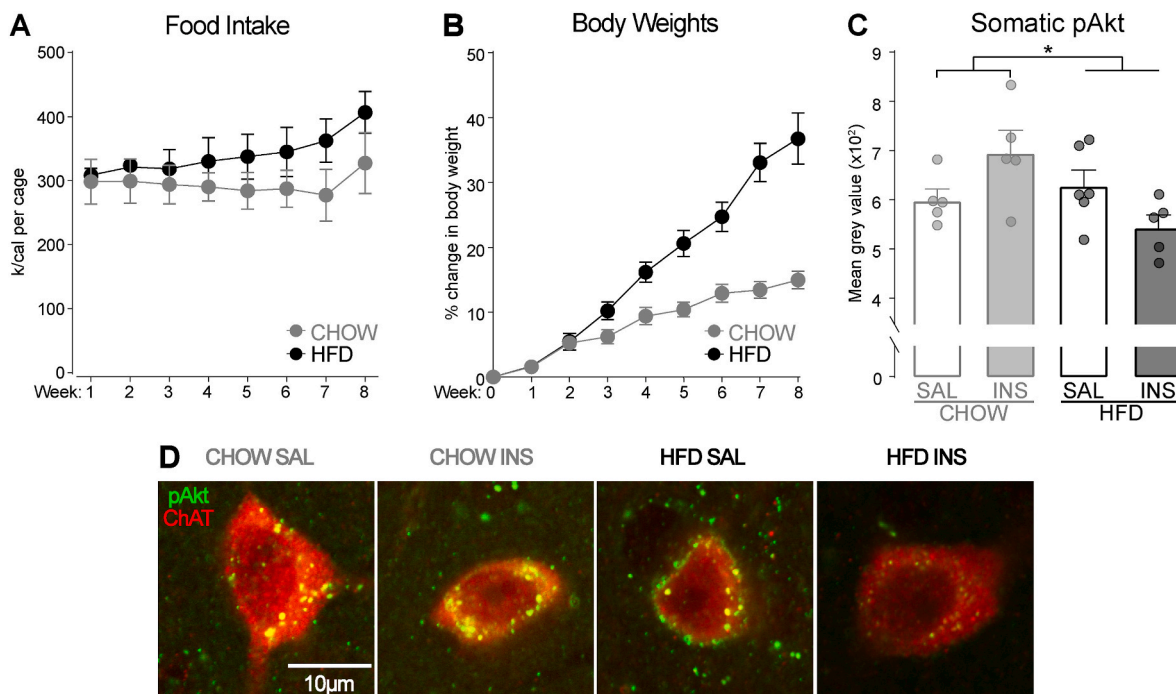 A Food Intake
500
400
300
200
100
0
k/cal per cage
CHOW
HFD
Week: 1 2 3 4 5 6 7 8
B Body Weights
50
40
30
20
10
0
% change in body weight
CHOW
HFD
Week: 0 1 2 3 4 5 6 7 8
C Somatic pAkt
*
9
8
7
6
5
4
0
Mean grey value (x10²)
SAL INS SAL INS
CHOW HFD
D CHOW SAL CHOW INS HFD SAL HFD INS
pAkt
ChAT
10µm